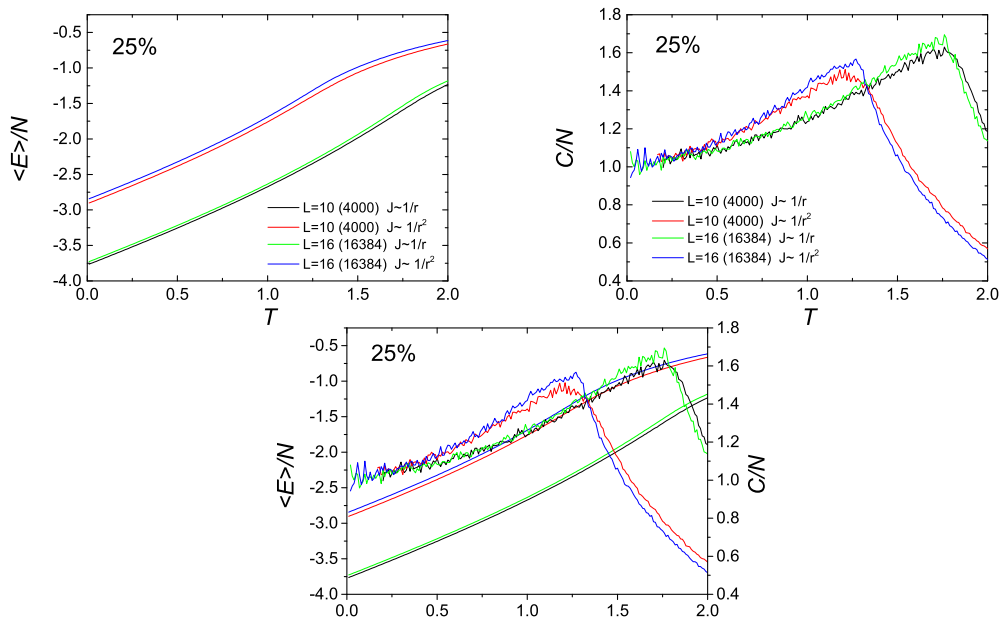 25%
<E>/N
-0.5
-1.0
-1.5
-2.0
-2.5
-3.0
-3.5
-4.0
L=10 (4000) J~1/r
L=10 (4000) J~ 1/r²
L=16 (16384) J~1/r
L=16 (16384) J~ 1/r²
0.0 0.5 1.0 1.5 2.0
T
25%
C/N
1.8
1.6
1.4
1.2
1.0
0.8
0.6
0.4
L=10 (4000) J~ 1/r
L=10 (4000) J~ 1/r²
L=16 (16384) J~ 1/r
L=16 (16384) J~ 1/r²
0.0 0.5 1.0 1.5 2.0
T
25%
<E>/N
-0.5
-1.0
-1.5
-2.0
-2.5
-3.0
-3.5
-4.0
1.8
1.6
1.4
1.2
1.0
0.8
0.6
0.4
C/N
0.0 0.5 1.0 1.5 2.0